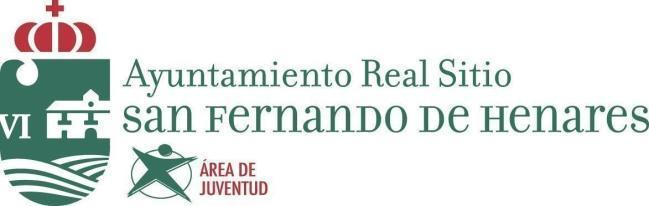 Ayuntamiento Real Sitio
VI
san Fernando de Henares
ÁREA DE
JUVENTUD